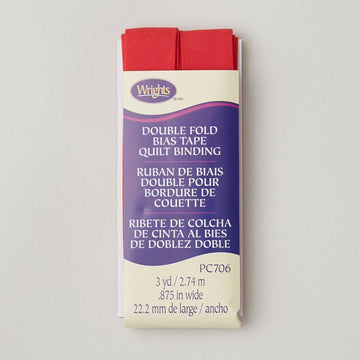 Wrights
DOUBLE FOLD
BIAS TAPE
QUILT BINDING
RUBAN DE BIAIS
DOUBLE POUR
BORDURE DE
COUETTE
RIBETE DE COLCHA
DE CINTA AL BIES
DE DOBLEZ DOBLE
PC706
3 yd / 2.74 m
.875 in wide
22.2 mm de large / ancho